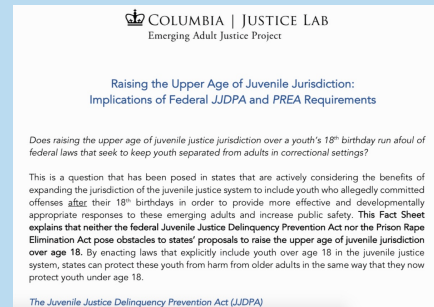 COLUMBIA | JUSTICE LAB
Emerging Adult Justice Project
Raising the Upper Age of Juvenile Jurisdiction:
Implications of Federal JJDPA and PREA Requirements
Does raising the upper age of juvenile justice jurisdiction over a youth's 18th birthday run afoul of
federal laws that seek to keep youth separated from adults in correctional settings?
This is a question that has been posed in states that are actively considering the benefits of
expanding the jurisdiction of the juvenile justice system to include youth who allegedly committed
offenses after their 18th birthdays in order to provide more effective and developmentally
appropriate responses to these emerging adults and increase public safety. This Fact Sheet
explains that neither the federal Juvenile Justice Delinquency Prevention Act nor the Prison Rape
Elimination Act pose obstacles to states' proposals to raise the upper age of juvenile jurisdiction
over age 18. By enacting laws that explicitly include youth over age 18 in the juvenile justice
system, states can protect these youth from harm from older adults in the same way that they now
protect youth under age 18.
The Juvenile Justice Delinquency Prevention Act (JJDPA)